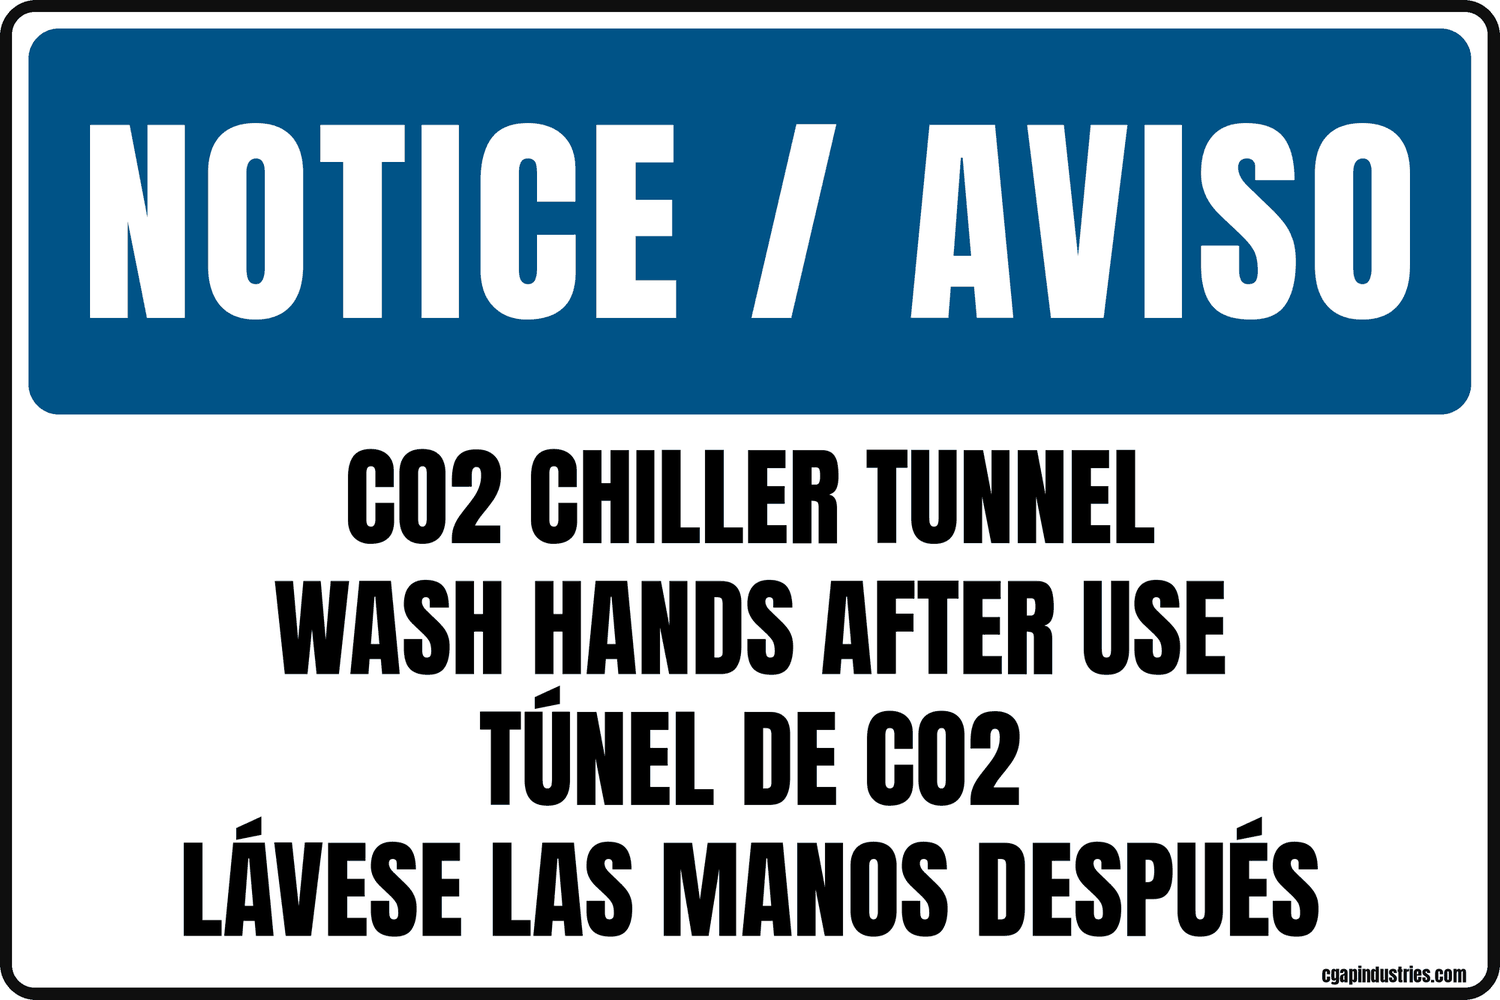 NOTICE / AVISO
CO2 CHILLER TUNNEL
WASH HANDS AFTER USE
TÚNEL DE CO2
LÁVESE LAS MANOS DESPUÉS
cgapindustries.com